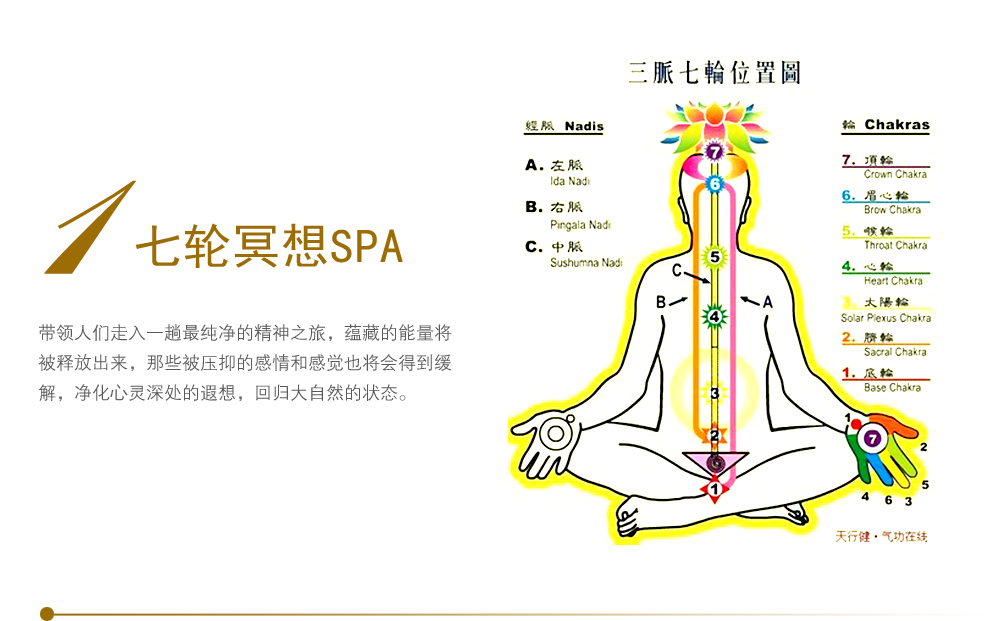 1
七轮冥想SPA
带领人们走入一趟最纯净的精神之旅，蕴藏的能量将
被释放出来，那些被压抑的感情和感觉也将会得到缓
解，净化心灵深处的遐想，回归大自然的状态。
三脈七輪位置圖
經脈 Nadis
A. 左脈
Ida Nadi
B. 右脈
Pingala Nadi
C. 中脈
Sushumna Nadi
輪 Chakras
7. 頂輪
Crown Chakra
6. 眉心輪
Brow Chakra
5. 喉輪
Throat Chakra
4. 心輪
Heart Chakra
3. 太陽輪
Solar Plexus Chakra
2. 臍輪
Sacral Chakra
1. 底輪
Base Chakra
7
6
5
C
B
A
4
3
2
1
1
7
2
5
4 6 3
天行健·气功在线